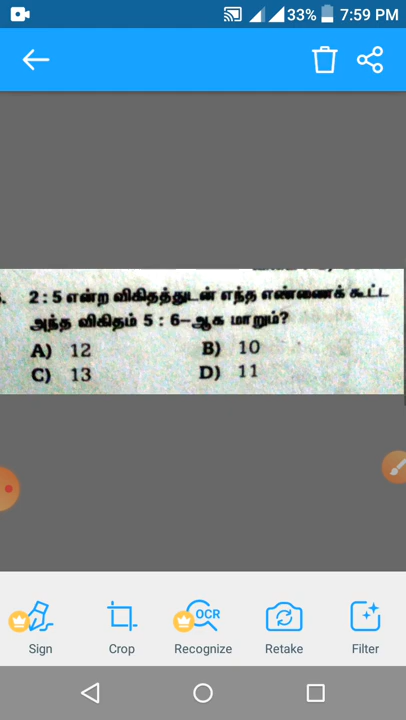 33% 7:59 PM
2 : 5 என்ற விகிதத்துடன் எந்த எண்ணைக் கூட்ட
அந்த விகிதம் 5 : 6-ஆக மாறும்?
A) 12 B) 10
C) 13 D) 11
OCR
Sign Crop Recognize Retake Filter